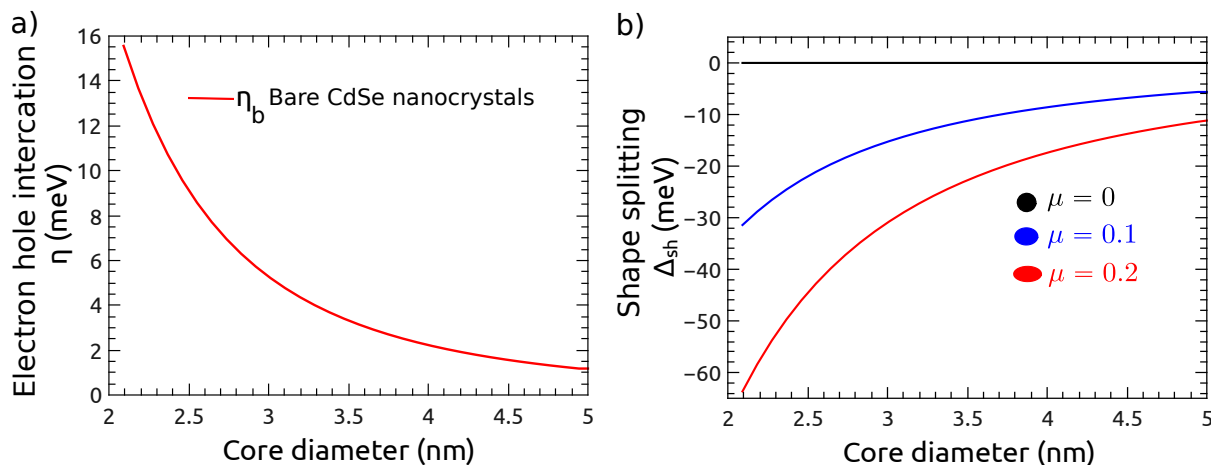 a)
Electron hole intercation
η (meV)
16
14
12
10
8
6
4
2
0
η_b Bare CdSe nanocrystals
2 2.5 3 3.5 4 4.5 5
Core diameter (nm)
b)
Shape splitting
Δ_sh (meV)
0
−10
−20
−30
−40
−50
−60
μ = 0
μ = 0.1
μ = 0.2
2 2.5 3 3.5 4 4.5 5
Core diameter (nm)